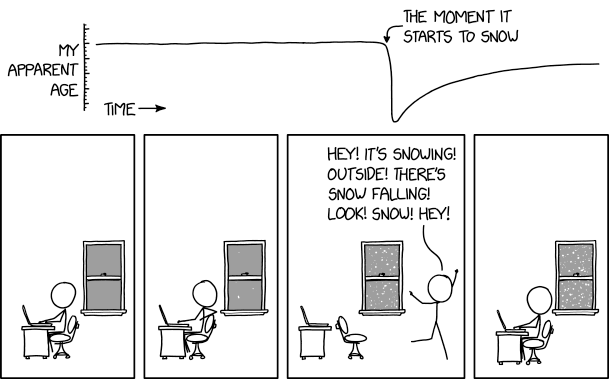 THE MOMENT IT
STARTS TO SNOW
MY
APPARENT
AGE
TIME
HEY! IT'S SNOWING!
OUTSIDE! THERE'S
SNOW FALLING!
LOOK! SNOW! HEY!